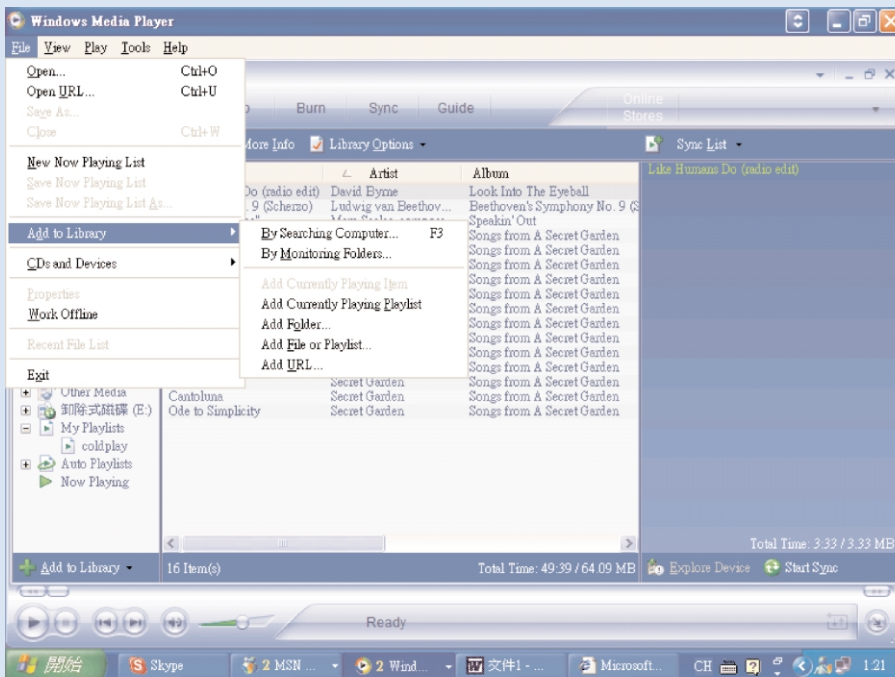 Windows Media Player
File View Play Tools Help
Open... Ctrl+O
Open URL... Ctrl+U
Save As...
Close Ctrl+W
New Now Playing List
Save Now Playing List
Save Now Playing List As...
Add to Library
CDs and Devices
Properties
Work Offline
Recent File List
Exit
By Searching Computer... F3
By Monitoring Folders...
Add Currently Playing Item
Add Currently Playing Playlist
Add Folder...
Add File or Playlist...
Add URL...
Burn Sync Guide Online Stores
More Info Library Options Sync List
Artist Album
Do (radio edit) David Byrne Look Into The Eyeball
. 9 (Scherzo) Ludwig van Beethov... Beethoven's Symphony No. 9 (S
Speakin' Out
Songs from A Secret Garden
Songs from A Secret Garden
Songs from A Secret Garden
Songs from A Secret Garden
Songs from A Secret Garden
Songs from A Secret Garden
Songs from A Secret Garden
Songs from A Secret Garden
Songs from A Secret Garden
Songs from A Secret Garden
Secret Garden Songs from A Secret Garden
Cantoluna Secret Garden Songs from A Secret Garden
Ode to Simplicity Secret Garden Songs from A Secret Garden
Like Humans Do (radio edit)
Other Media
卸除式磁碟 (E:)
My Playlists
coldplay
Auto Playlists
Now Playing
Total Time: 3:33 / 3.33 MB
Add to Library 16 Item(s) Total Time: 49:39 / 64.09 MB Explore Device Start Sync
Ready
開始 Skype 2 MSN ... 2 Wind... 文件1 - ... Microsoft... CH 1:21